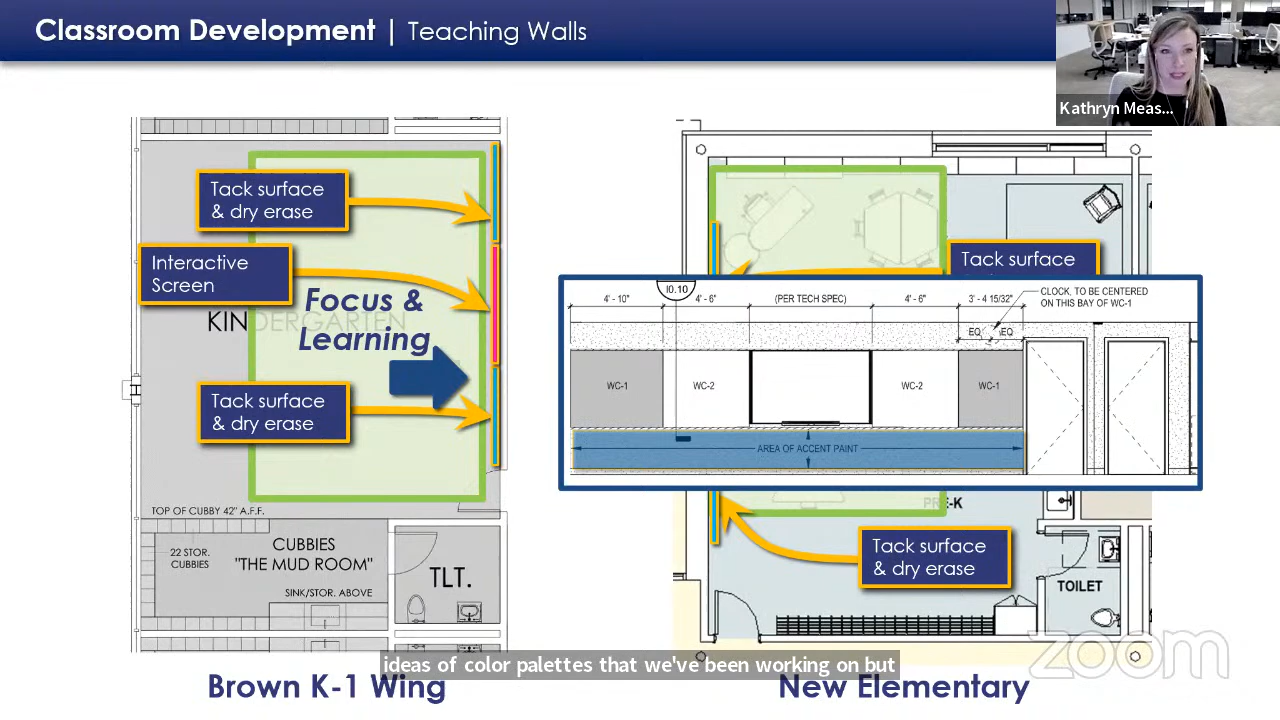 Classroom Development | Teaching Walls
Kathryn Meas...
Tack surface
& dry erase
Interactive
Screen
Focus &
Learning
KINDERGARTEN
Tack surface
& dry erase
TOP OF CUBBY 42" A.F.F.
22 STOR.
CUBBIES
CUBBIES
"THE MUD ROOM"
SINK/STOR. ABOVE
TLT.
Brown K-1 Wing
Tack surface
I0.10
4' - 10"
4' - 6"
(PER TECH SPEC)
4' - 6"
3' - 4 15/32"
CLOCK, TO BE CENTERED
ON THIS BAY OF WC-1
EQ
EQ
WC-1
WC-2
WC-2
WC-1
AREA OF ACCENT PAINT
PRE-K
Tack surface
& dry erase
TOILET
New Elementary
ideas of color palettes that we've been working on but
zoom